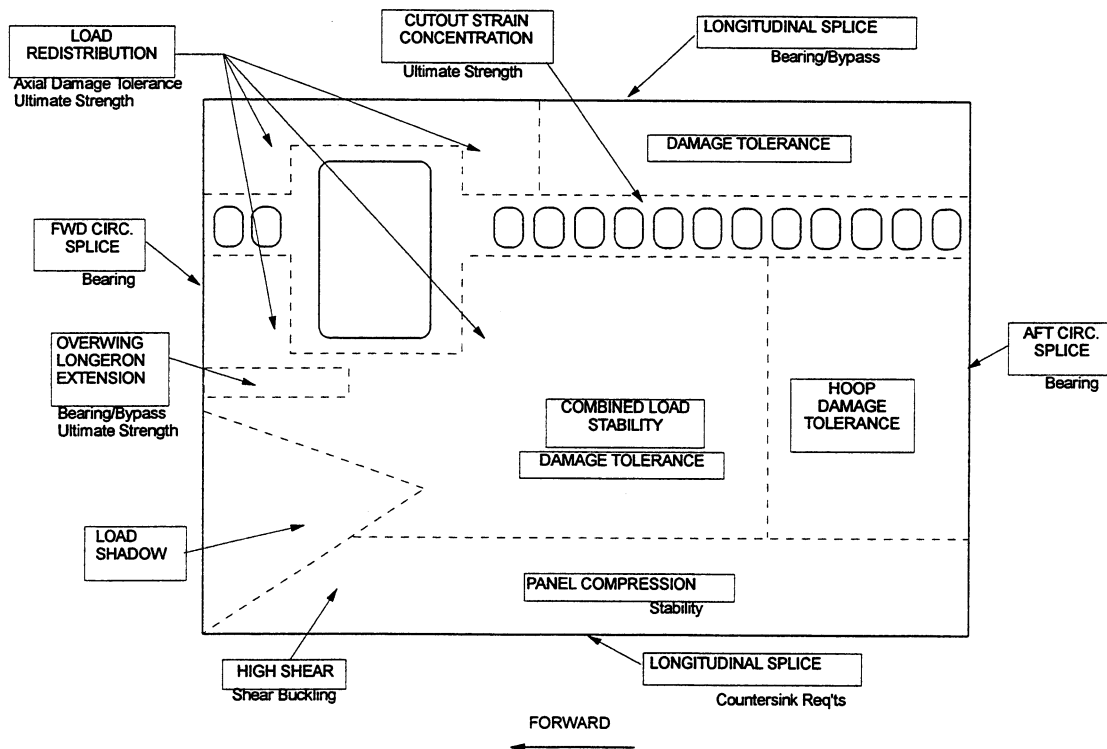 LOAD
REDISTRIBUTION
Axial Damage Tolerance
Ultimate Strength
CUTOUT STRAIN
CONCENTRATION
Ultimate Strength
LONGITUDINAL SPLICE
Bearing/Bypass
DAMAGE TOLERANCE
FWD CIRC.
SPLICE
Bearing
OVERWING
LONGERON
EXTENSION
Bearing/Bypass
Ultimate Strength
AFT CIRC.
SPLICE
Bearing
HOOP
DAMAGE
TOLERANCE
COMBINED LOAD
STABILITY
DAMAGE TOLERANCE
LOAD
SHADOW
PANEL COMPRESSION
Stability
HIGH SHEAR
Shear Buckling
LONGITUDINAL SPLICE
Countersink Req'ts
FORWARD